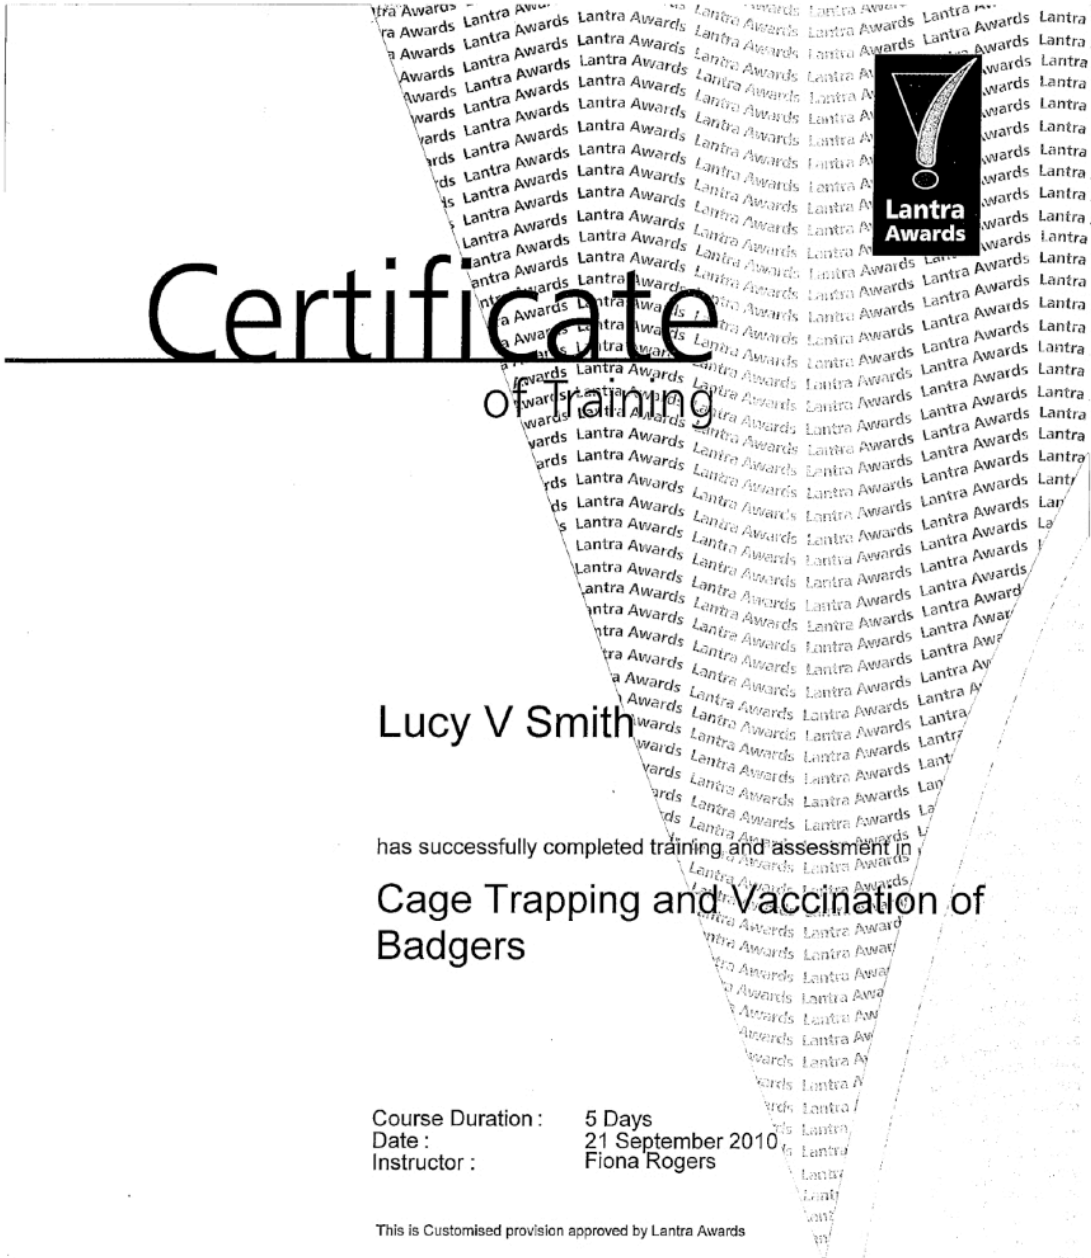 Lantra
Awards
Certificate
of Training
Lucy V Smith
has successfully completed training and assessment in
Cage Trapping and Vaccination of
Badgers
Course Duration : 5 Days
Date : 21 September 2010
Instructor : Fiona Rogers
This is Customised provision approved by Lantra Awards